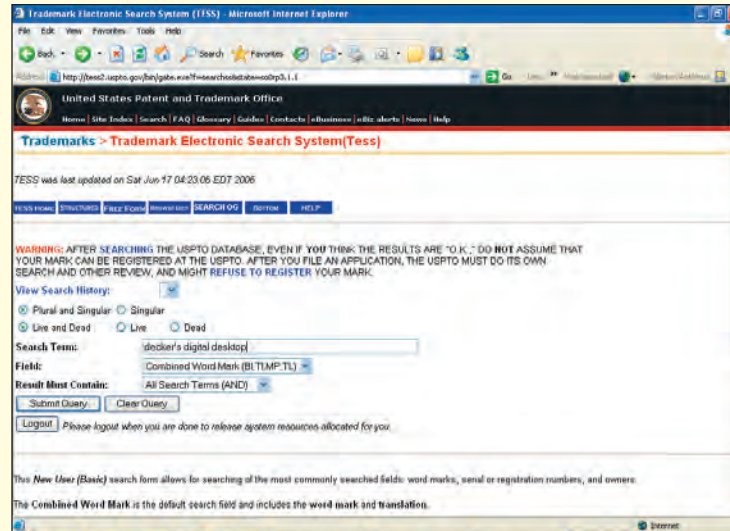 Trademark Electronic Search System (TESS) - Microsoft Internet Explorer
File Edit View Favorites Tools Help
Back Search Favorites
http://tess2.uspto.gov/bin/gate.exe?f=searchss&state= Go
United States Patent and Trademark Office
Home | Site Index | Search | FAQ | Glossary | Guides | Contacts | eBusiness | eBiz alerts | News | Help
Trademarks > Trademark Electronic Search System(Tess)
TESS was last updated on Sat Jun 17 04:23:06 EDT 2006
TESS HOME STRUCTURED FREE FORM BROWSE DICT SEARCH OG BOTTOM HELP
WARNING: AFTER SEARCHING THE USPTO DATABASE, EVEN IF YOU THINK THE RESULTS ARE "O.K.," DO NOT ASSUME THAT
YOUR MARK CAN BE REGISTERED AT THE USPTO. AFTER YOU FILE AN APPLICATION, THE USPTO MUST DO ITS OWN
SEARCH AND OTHER REVIEW, AND MIGHT REFUSE TO REGISTER YOUR MARK.
View Search History:
Plural and Singular Singular
Live and Dead Live Dead
Search Term: decker's digital desktop
Field: Combined Word Mark (BI,TI,MP,TL)
Result Must Contain: All Search Terms (AND)
Submit Query Clear Query
Logout Please logout when you are done to release system resources allocated for you.
This New User (Basic) search form allows for searching of the most commonly searched fields: word marks, serial or registration numbers, and owners.
The Combined Word Mark is the default search field and includes the word mark and translation.
Internet